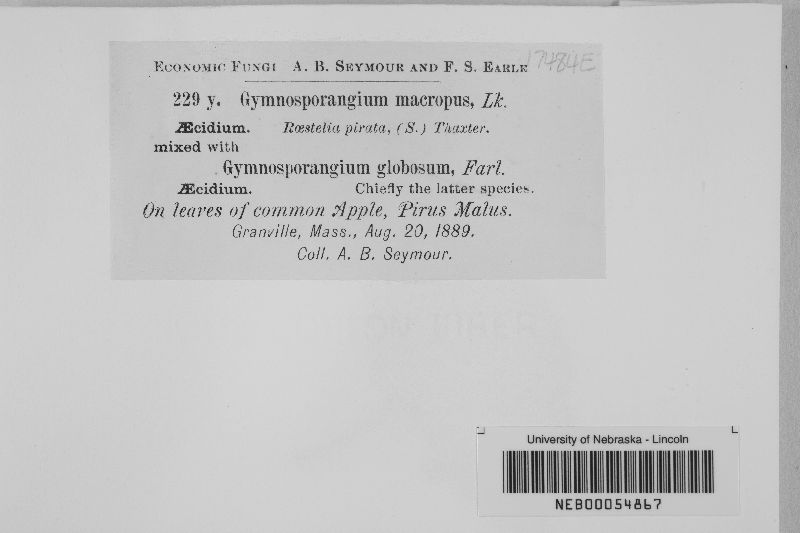 ECONOMIC FUNGI A. B. SEYMOUR AND F. S. EARLE 17484E
229 y. Gymnosporangium macropus, Lk.
Æcidium. Rœstelia pirata, (S.) Thaxter.
mixed with
Gymnosporangium globosum, Farl.
Æcidium. Chiefly the latter species.
On leaves of common Apple, Pirus Malus.
Granville, Mass., Aug. 20, 1889.
Coll. A. B. Seymour.
University of Nebraska - Lincoln
NEB00054867